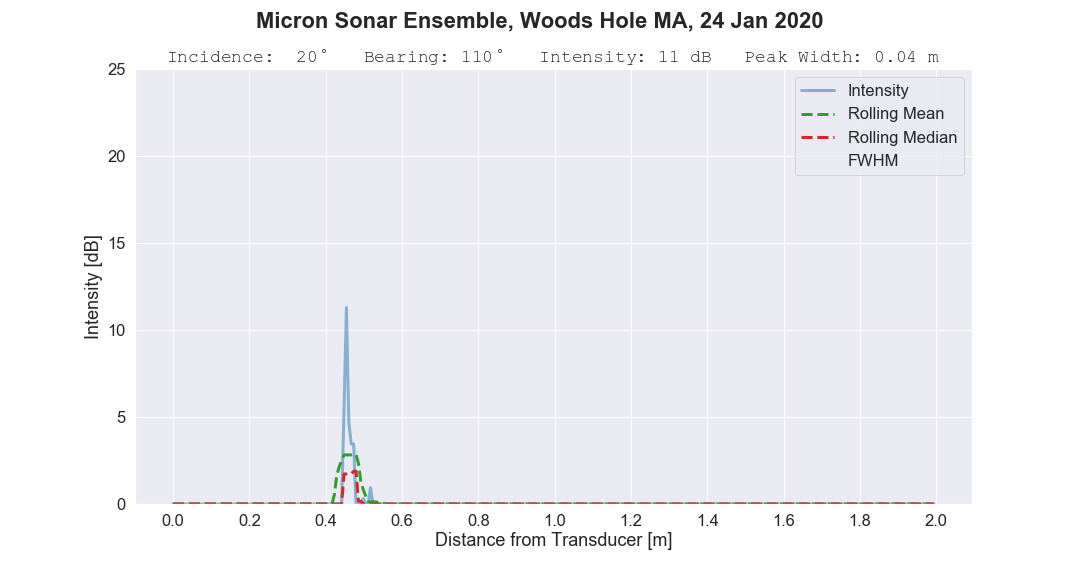 Micron Sonar Ensemble, Woods Hole MA, 24 Jan 2020
Incidence:  20°   Bearing: 110°   Intensity: 11 dB   Peak Width: 0.04 m
25
20
15
10
5
0
Intensity [dB]
Intensity
Rolling Mean
Rolling Median
FWHM
0.0 0.2 0.4 0.6 0.8 1.0 1.2 1.4 1.6 1.8 2.0
Distance from Transducer [m]